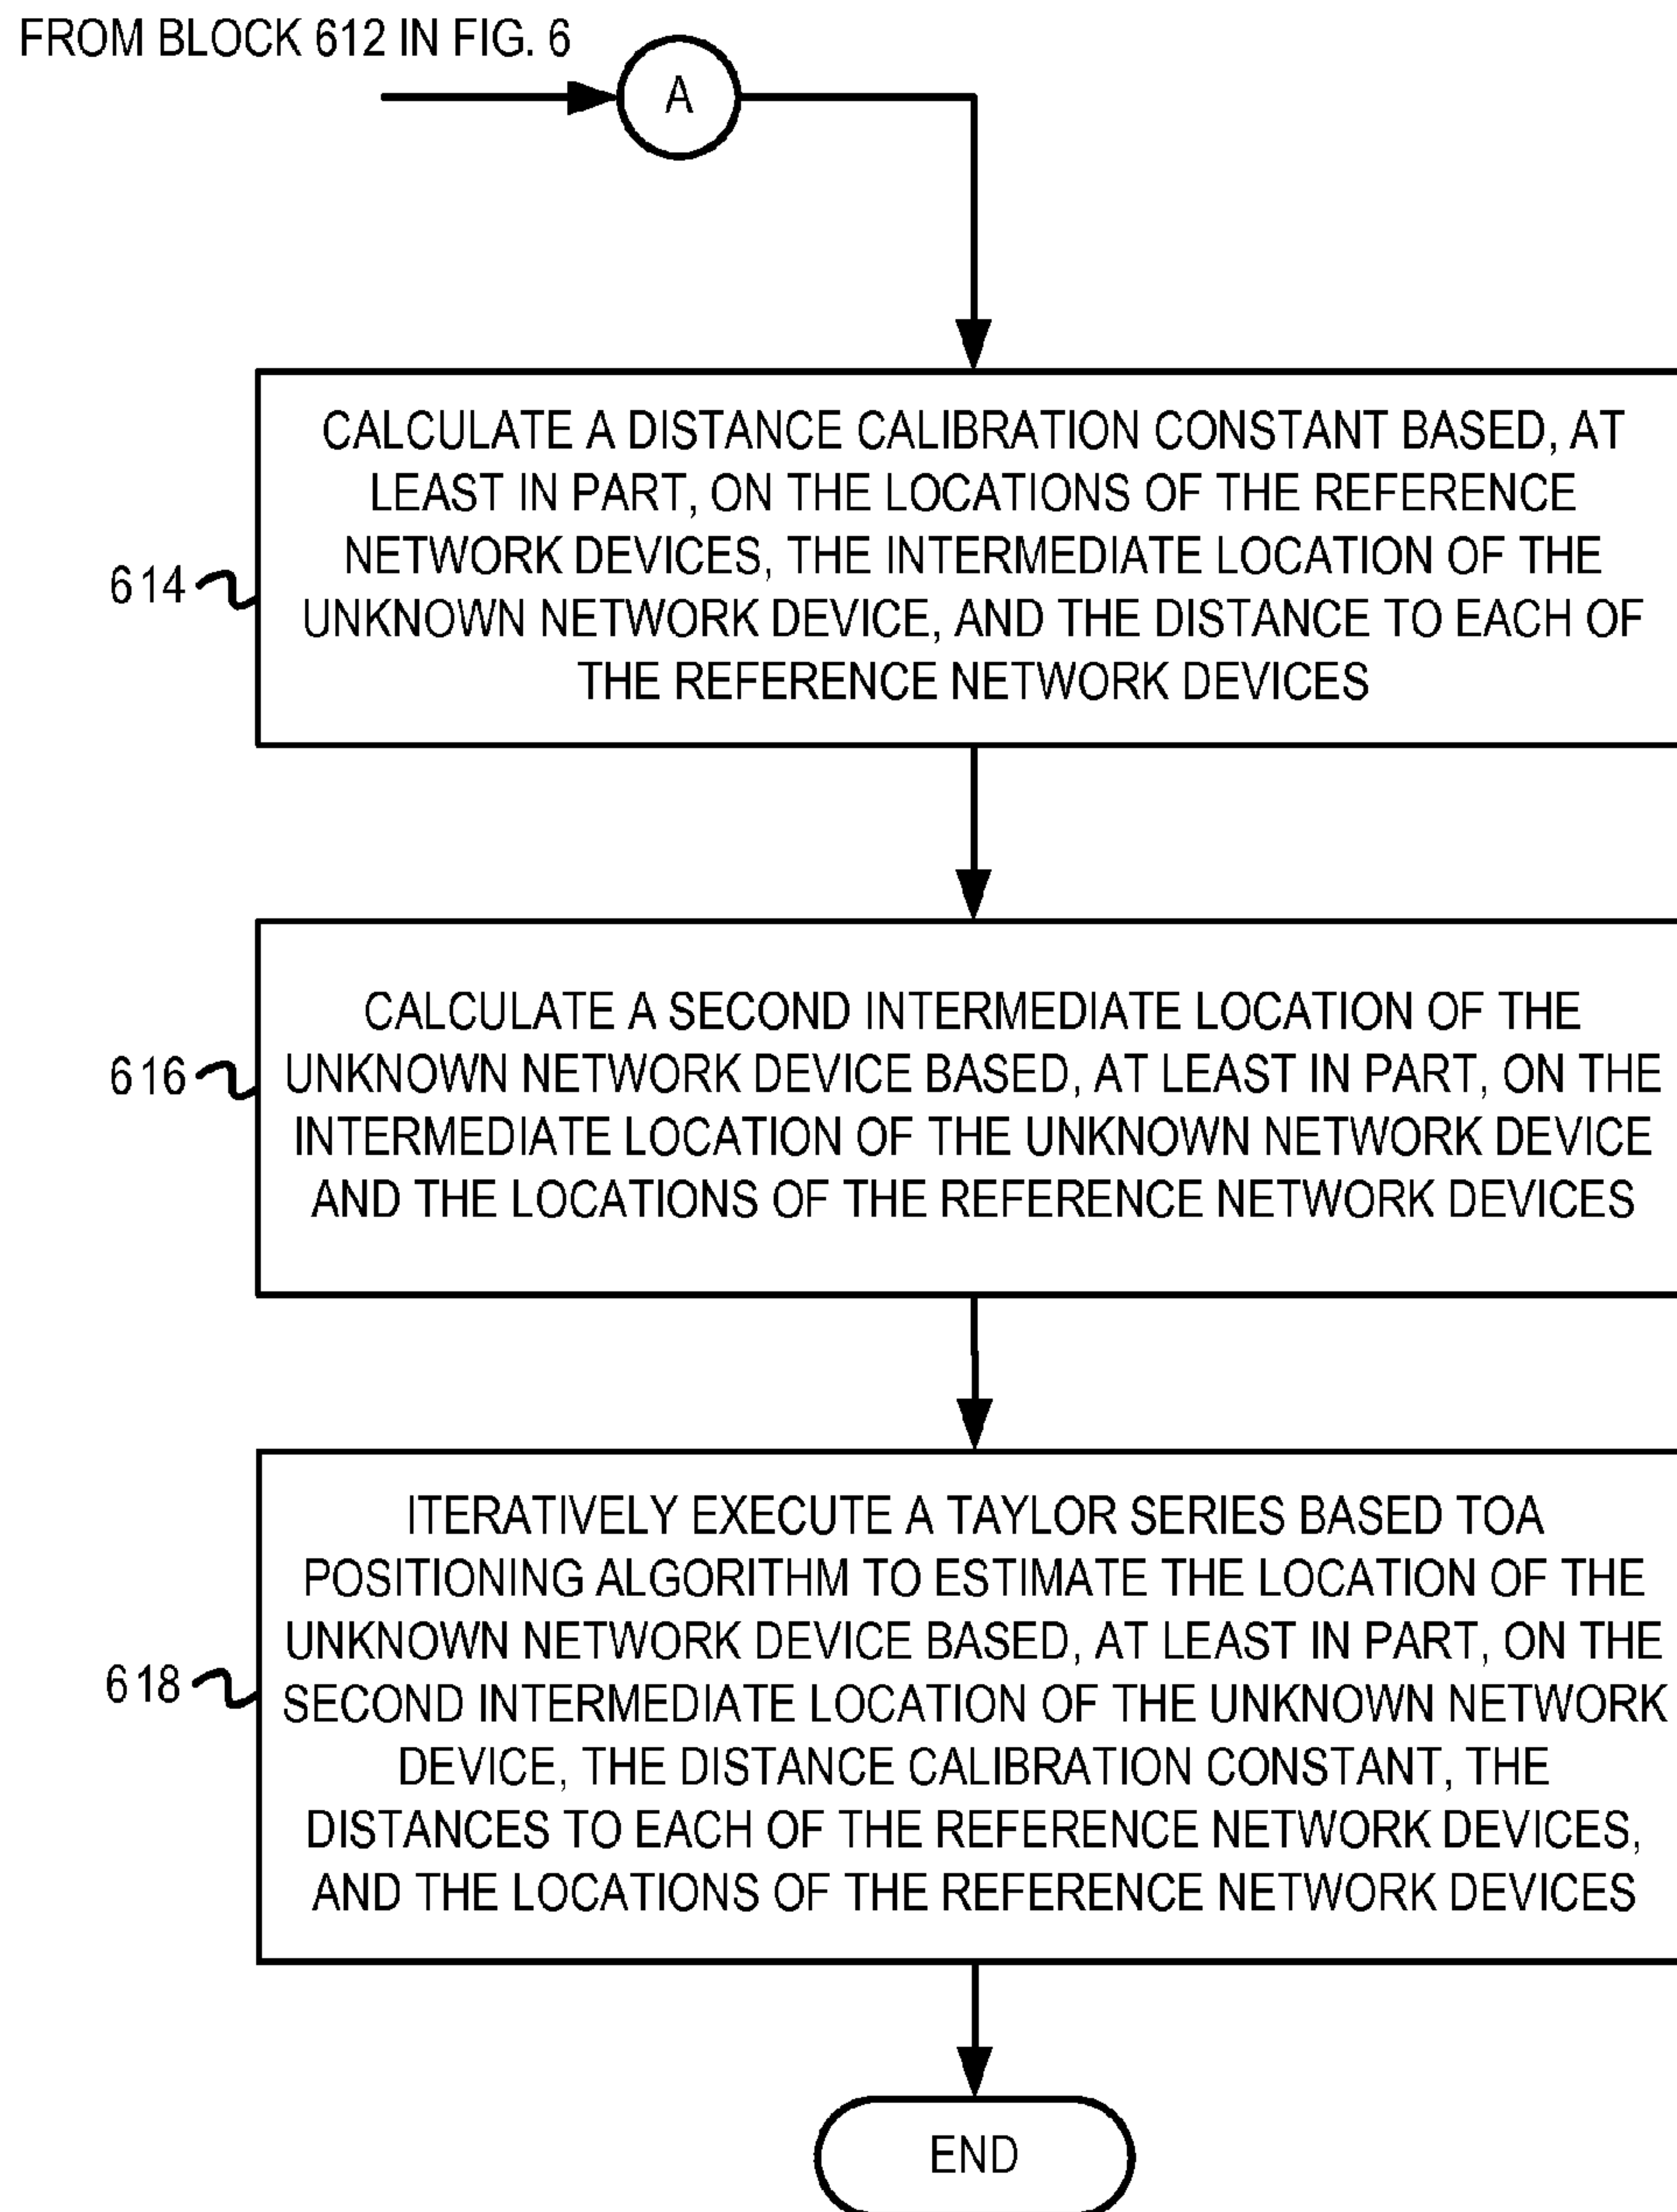 FROM BLOCK 612 IN FIG. 6
A
CALCULATE A DISTANCE CALIBRATION CONSTANT BASED, AT
LEAST IN PART, ON THE LOCATIONS OF THE REFERENCE
NETWORK DEVICES, THE INTERMEDIATE LOCATION OF THE
UNKNOWN NETWORK DEVICE, AND THE DISTANCE TO EACH OF
THE REFERENCE NETWORK DEVICES
614
CALCULATE A SECOND INTERMEDIATE LOCATION OF THE
UNKNOWN NETWORK DEVICE BASED, AT LEAST IN PART, ON THE
INTERMEDIATE LOCATION OF THE UNKNOWN NETWORK DEVICE
AND THE LOCATIONS OF THE REFERENCE NETWORK DEVICES
616
ITERATIVELY EXECUTE A TAYLOR SERIES BASED TOA
POSITIONING ALGORITHM TO ESTIMATE THE LOCATION OF THE
UNKNOWN NETWORK DEVICE BASED, AT LEAST IN PART, ON THE
SECOND INTERMEDIATE LOCATION OF THE UNKNOWN NETWORK
DEVICE, THE DISTANCE CALIBRATION CONSTANT, THE
DISTANCES TO EACH OF THE REFERENCE NETWORK DEVICES,
AND THE LOCATIONS OF THE REFERENCE NETWORK DEVICES
618
END